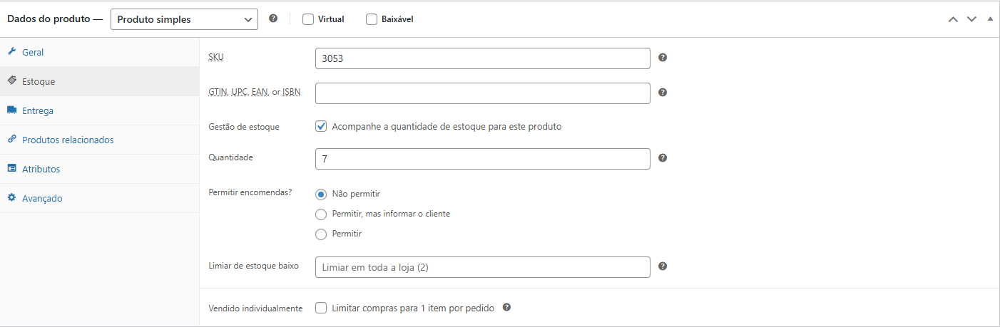 Dados do produto — Produto simples Virtual Baixável
Geral
Estoque
Entrega
Produtos relacionados
Atributos
Avançado
SKU 3053
GTIN, UPC, EAN, or ISBN
Gestão de estoque Acompanhe a quantidade de estoque para este produto
Quantidade 7
Permitir encomendas? Não permitir
Permitir, mas informar o cliente
Permitir
Limiar de estoque baixo Limiar em toda a loja (2)
Vendido individualmente Limitar compras para 1 item por pedido